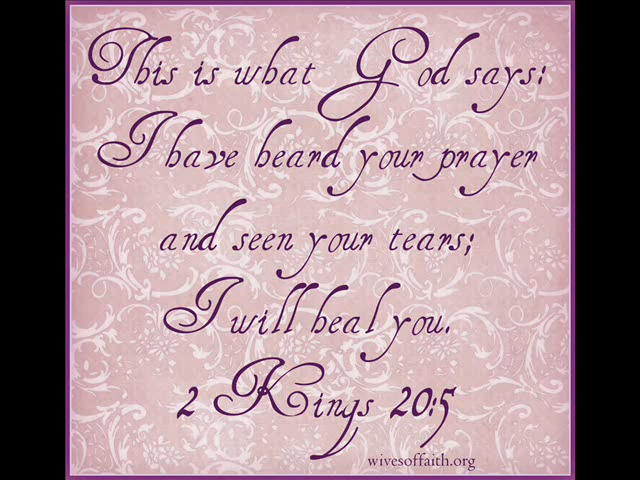 This is what God says:
I have heard your prayer
and seen your tears;
I will heal you.
2 Kings 20:5
wivesoffaith.org